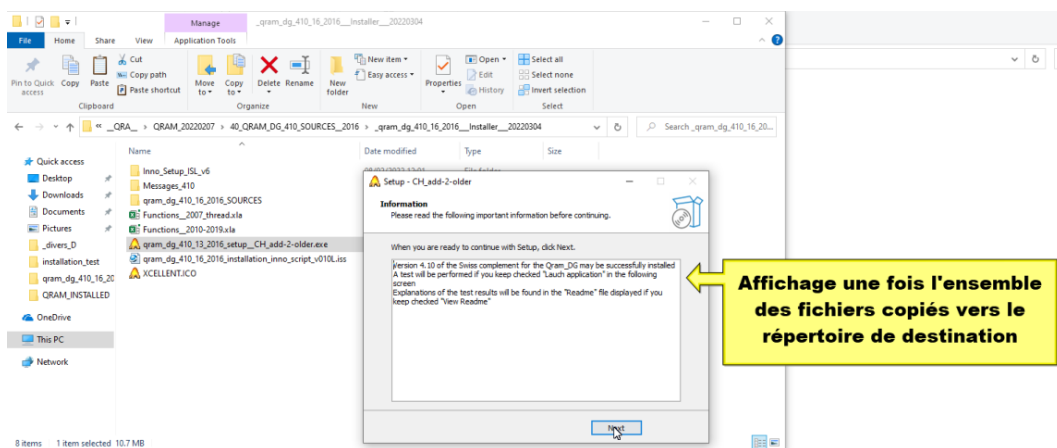 Manage
_qram_dg_410_16_2016__Installer__20220304
File Home Share View Application Tools
Pin to Quick access
Copy
Paste
Cut
Copy path
Paste shortcut
Move to
Copy to
Delete
Rename
New folder
New item
Easy access
Properties
Open
Edit
History
Select all
Select none
Invert selection
Clipboard Organize New Open Select
« __QRA__ > QRAM_20220207 > 40_QRAM_DG_410_SOURCES__2016 > _qram_dg_410_16_2016__Installer__20220304
Search _qram_dg_410_16_20...
Quick access
Desktop
Downloads
Documents
Pictures
_divers_D
installation_test
qram_dg_410_16_20
QRAM_INSTALLED
OneDrive
This PC
Network
Name Date modified Type Size
Inno_Setup_ISL_v6
Messages_410
qram_dg_410_16_2016_SOURCES
Functions__2007_thread.xla
Functions__2010-2019.xla
qram_dg_410_13_2016_setup__CH_add-2-older.exe
qram_dg_410_16_2016_installation_inno_script_v010L.iss
XCELLENT.ICO
Setup - CH_add-2-older
Information
Please read the following important information before continuing.
When you are ready to continue with Setup, click Next.
Version 4.10 of the Swiss complement for the Qram_DG may be successfully installed
A test will be performed if you keep checked "Lauch application" in the following
screen
Explanations of the test results will be found in the "Readme" file displayed if you
keep checked "View Readme"
Next
Affichage une fois l'ensemble
des fichiers copiés vers le
répertoire de destination
8 items 1 item selected 10.7 MB